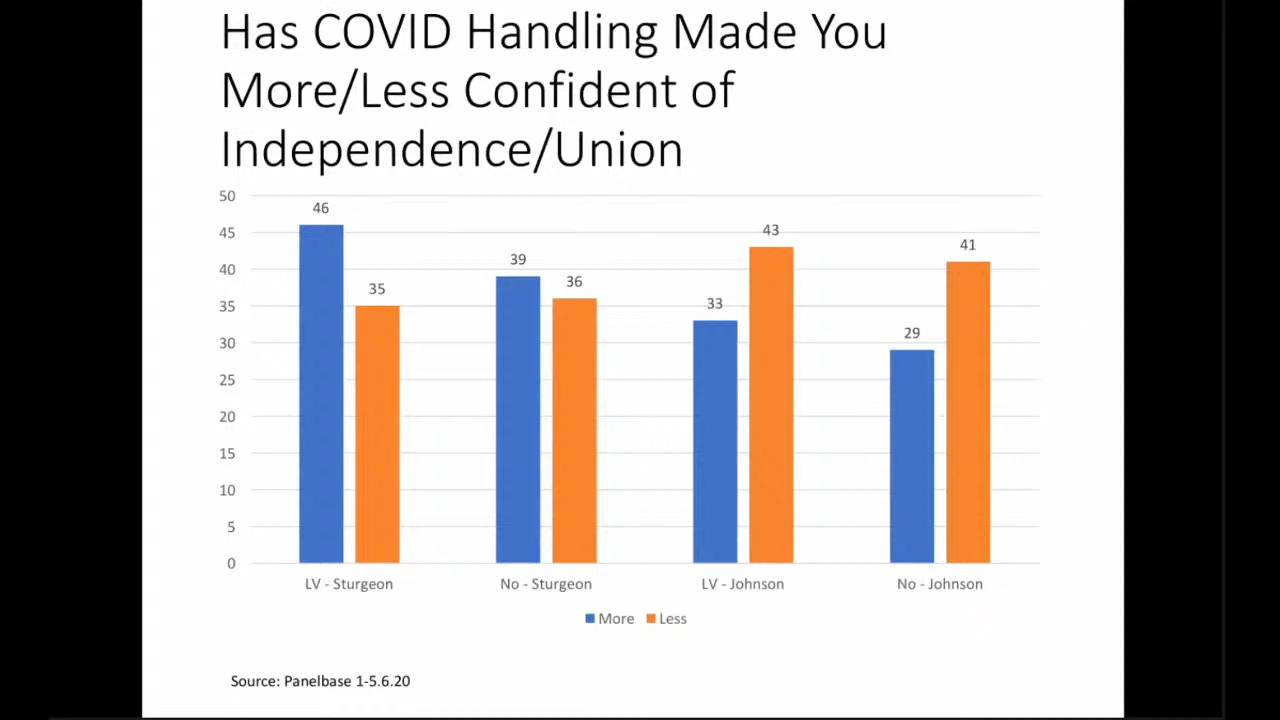 Has COVID Handling Made You
More/Less Confident of
Independence/Union
50
45
40
35
30
25
20
15
10
5
0
46
35
39
36
33
43
29
41
LV - Sturgeon
No - Sturgeon
LV - Johnson
No - Johnson
More Less
Source: Panelbase 1-5.6.20